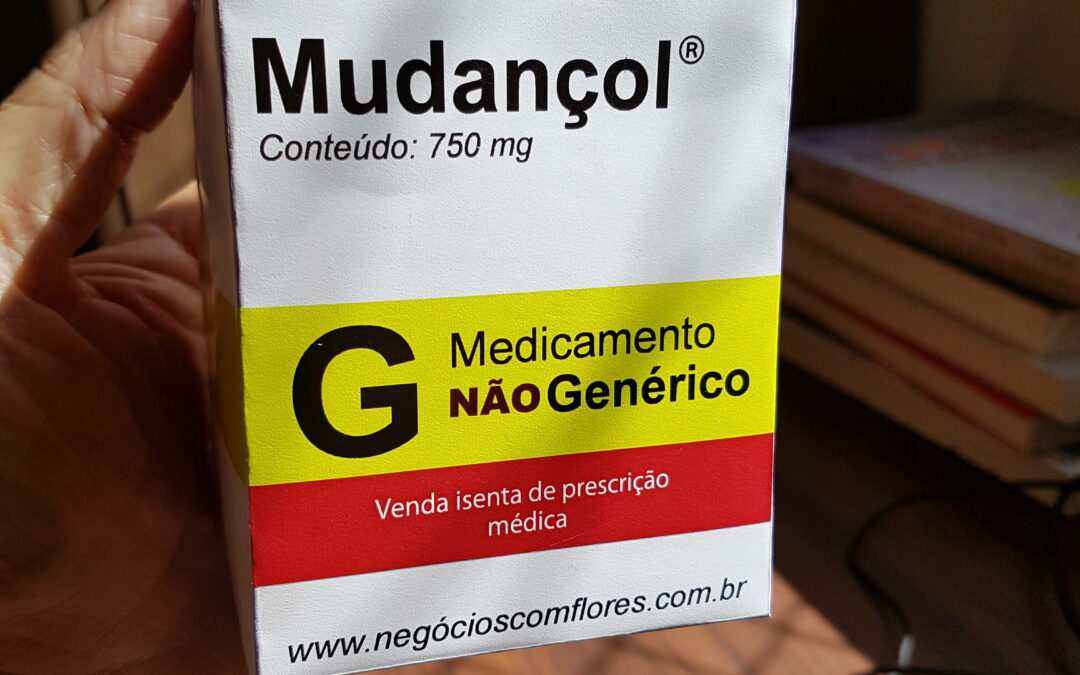 Mudançol®
Conteúdo: 750 mg
G
Medicamento
NÃO Genérico
Venda isenta de prescrição
médica
www.negócioscomflores.com.br